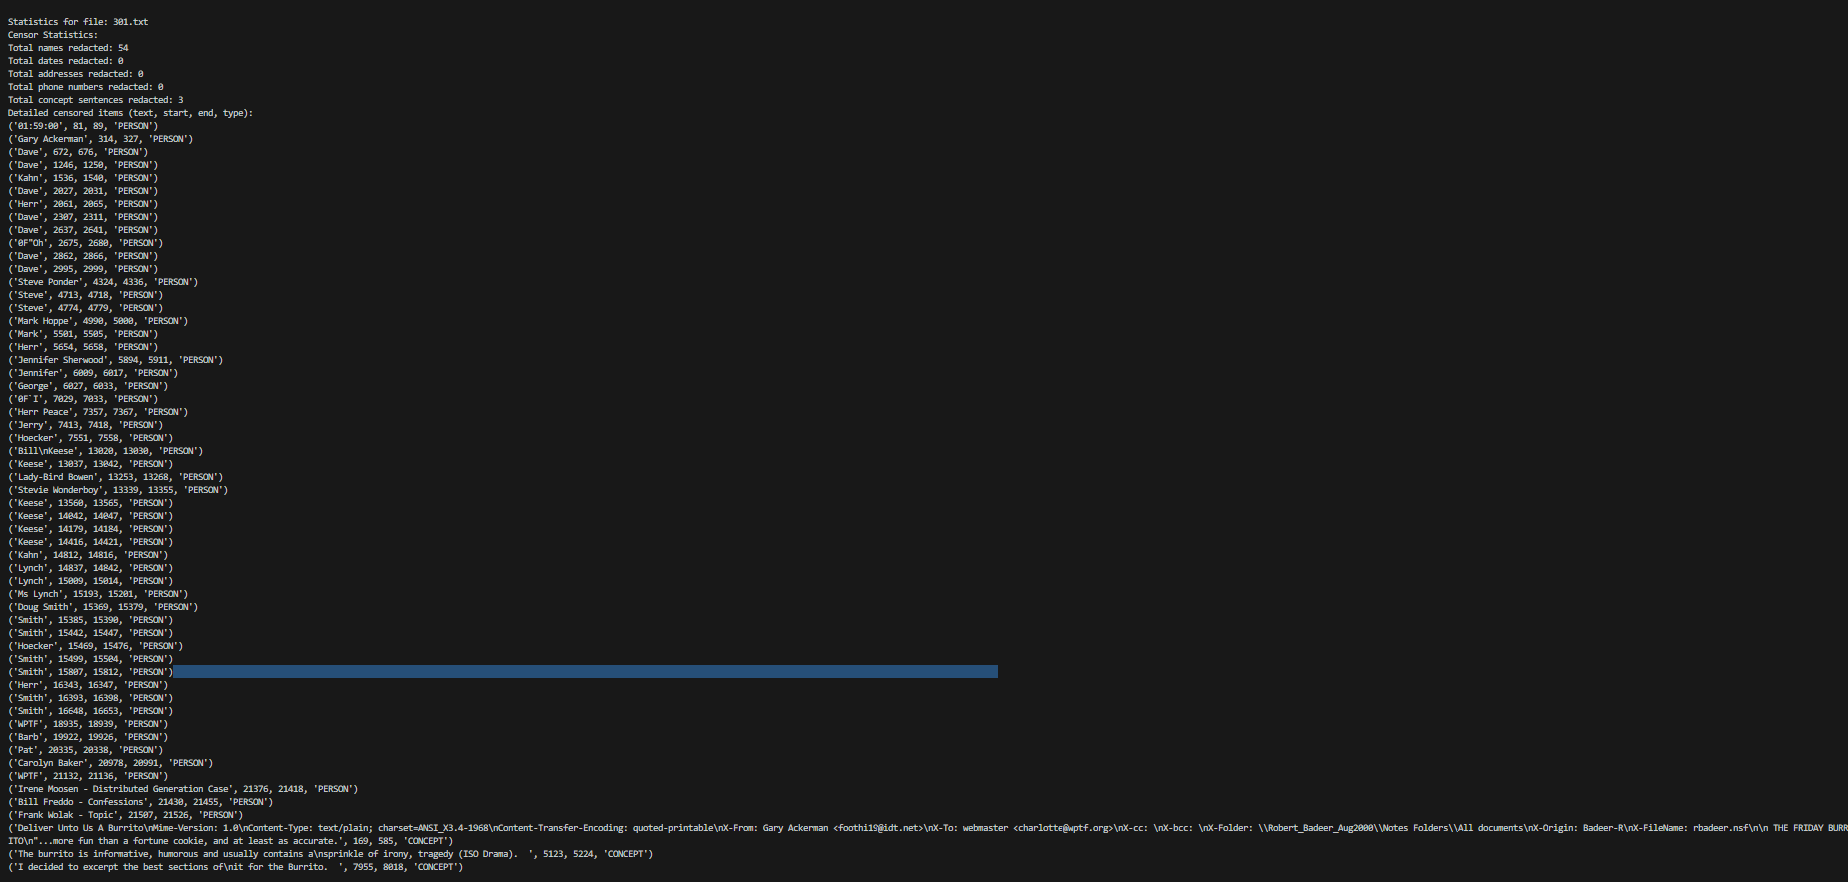 Statistics for file: 301.txt
Censor Statistics:
Total names redacted: 54
Total dates redacted: 0
Total addresses redacted: 0
Total phone numbers redacted: 0
Total concept sentences redacted: 3
Detailed censored items (text, start, end, type):
('01:59:00', 81, 89, 'PERSON')
('Gary Ackerman', 314, 327, 'PERSON')
('Dave', 672, 676, 'PERSON')
('Dave', 1246, 1250, 'PERSON')
('Kahn', 1536, 1540, 'PERSON')
('Dave', 2027, 2031, 'PERSON')
('Herr', 2061, 2065, 'PERSON')
('Dave', 2307, 2311, 'PERSON')
('Dave', 2637, 2641, 'PERSON')
('0F"Oh', 2675, 2680, 'PERSON')
('Dave', 2862, 2866, 'PERSON')
('Dave', 2995, 2999, 'PERSON')
('Steve Ponder', 4324, 4336, 'PERSON')
('Steve', 4713, 4718, 'PERSON')
('Steve', 4774, 4779, 'PERSON')
('Mark Hoppe', 4990, 5000, 'PERSON')
('Mark', 5501, 5505, 'PERSON')
('Herr', 5654, 5658, 'PERSON')
('Jennifer Sherwood', 5894, 5911, 'PERSON')
('Jennifer', 6009, 6017, 'PERSON')
('George', 6027, 6033, 'PERSON')
('0F`I', 7029, 7033, 'PERSON')
('Herr Peace', 7357, 7367, 'PERSON')
('Jerry', 7413, 7418, 'PERSON')
('Hoecker', 7551, 7558, 'PERSON')
('Bill\nKeese', 13020, 13030, 'PERSON')
('Keese', 13037, 13042, 'PERSON')
('Lady-Bird Bowen', 13253, 13268, 'PERSON')
('Stevie Wonderboy', 13339, 13355, 'PERSON')
('Keese', 13560, 13565, 'PERSON')
('Keese', 14042, 14047, 'PERSON')
('Keese', 14179, 14184, 'PERSON')
('Keese', 14416, 14421, 'PERSON')
('Kahn', 14812, 14816, 'PERSON')
('Lynch', 14837, 14842, 'PERSON')
('Lynch', 15009, 15014, 'PERSON')
('Ms Lynch', 15193, 15201, 'PERSON')
('Doug Smith', 15369, 15379, 'PERSON')
('Smith', 15385, 15390, 'PERSON')
('Smith', 15442, 15447, 'PERSON')
('Hoecker', 15469, 15476, 'PERSON')
('Smith', 15499, 15504, 'PERSON')
('Smith', 15807, 15812, 'PERSON')
('Herr', 16343, 16347, 'PERSON')
('Smith', 16393, 16398, 'PERSON')
('Smith', 16648, 16653, 'PERSON')
('WPTF', 18935, 18939, 'PERSON')
('Barb', 19922, 19926, 'PERSON')
('Pat', 20335, 20338, 'PERSON')
('Carolyn Baker', 20978, 20991, 'PERSON')
('WPTF', 21132, 21136, 'PERSON')
('Irene Moosen - Distributed Generation Case', 21376, 21418, 'PERSON')
('Bill Freddo - Confessions', 21430, 21455, 'PERSON')
('Frank Wolak - Topic', 21507, 21526, 'PERSON')
('Deliver Unto Us A Burrito\nMime-Version: 1.0\nContent-Type: text/plain; charset=ANSI_X3.4-1968\nContent-Transfer-Encoding: quoted-printable\nX-From: Gary Ackerman <foothi19@idt.net>\nX-To: webmaster <charlotte@wptf.org>\nX-cc: \nX-bcc: \nX-Folder: \\Robert_Badeer_Aug2000\\Notes Folders\\All documents\nX-Origin: Badeer-R\nX-FileName: rbadeer.nsf\n\n THE FRIDAY BURR
ITO\n"...more fun than a fortune cookie, and at least as accurate.', 169, 585, 'CONCEPT')
('The burrito is informative, humorous and usually contains a\nsprinkle of irony, tragedy (ISO Drama).  ', 5123, 5224, 'CONCEPT')
('I decided to excerpt the best sections of\nit for the Burrito.  ', 7955, 8018, 'CONCEPT')